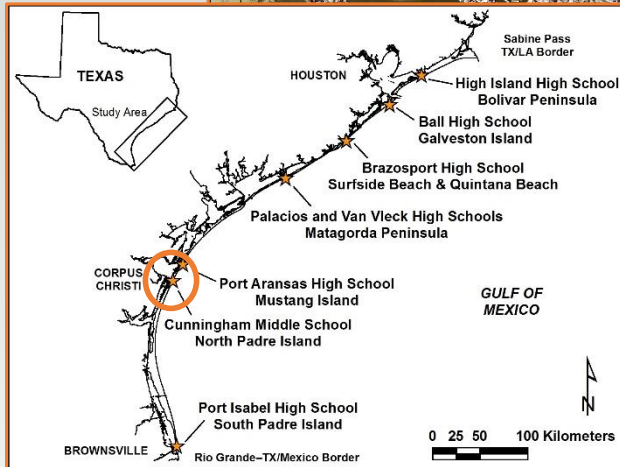 TEXAS
Study Area
Sabine Pass
TX/LA Border
HOUSTON
High Island High School
Bolivar Peninsula
Ball High School
Galveston Island
Brazosport High School
Surfside Beach & Quintana Beach
Palacios and Van Vleck High Schools
Matagorda Peninsula
CORPUS
CHRISTI
Port Aransas High School
Mustang Island
GULF OF
MEXICO
Cunningham Middle School
North Padre Island
Port Isabel High School
South Padre Island
N
BROWNSVILLE
Rio Grande–TX/Mexico Border
0 25 50 100 Kilometers